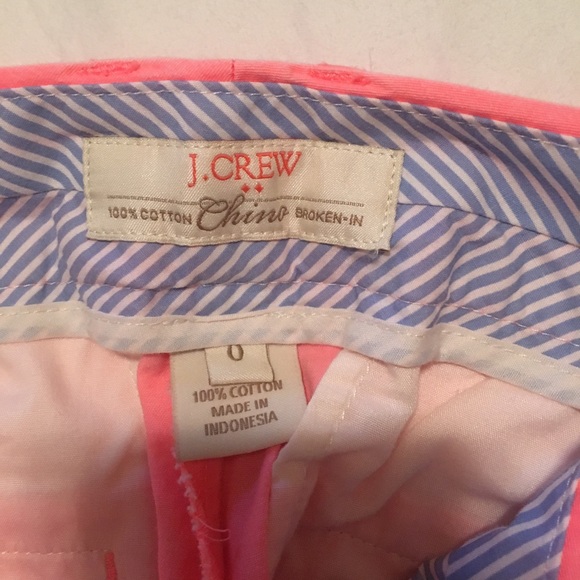 J.CREW
100% COTTON Chino BROKEN-IN
0
100% COTTON
MADE IN
INDONESIA